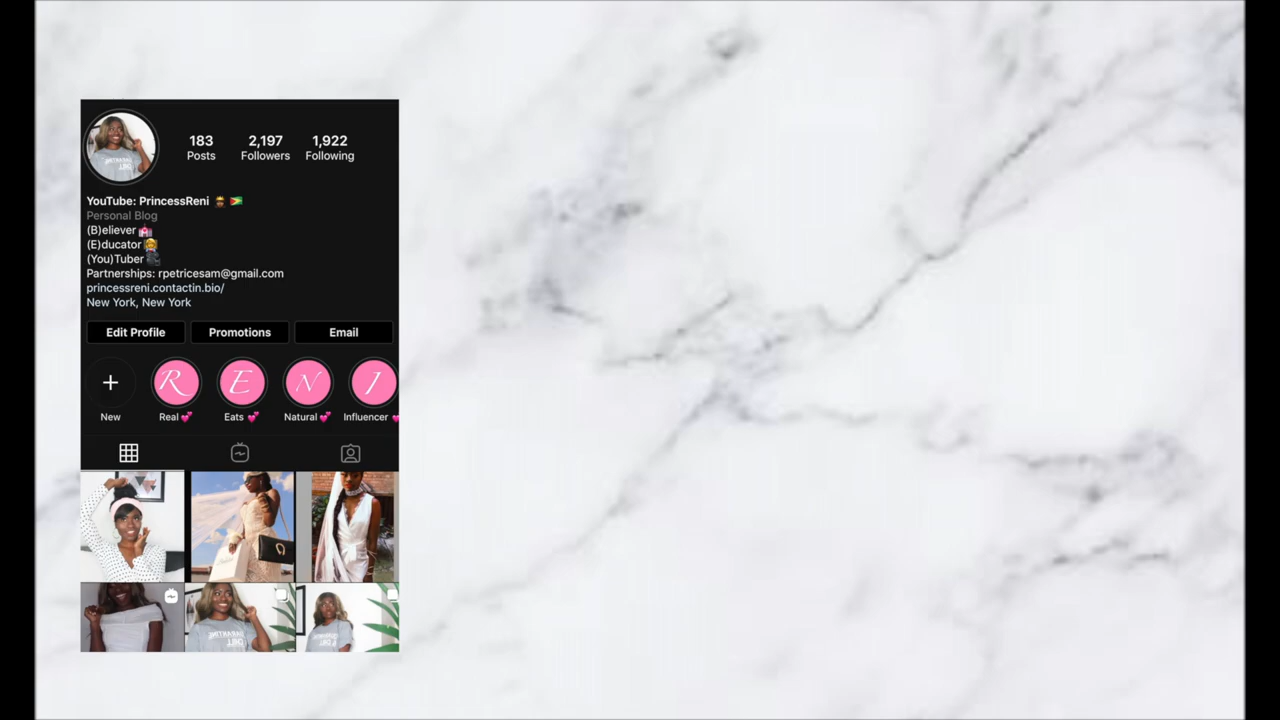 183 2,197 1,922
Posts Followers Following
YouTube: PrincessReni
Personal Blog
(B)eliever
(E)ducator
(You)Tuber
Partnerships: rpetricesam@gmail.com
princessreni.contactin.bio/
New York, New York
Edit Profile Promotions Email
R E N I
New Real Eats Natural Influencer